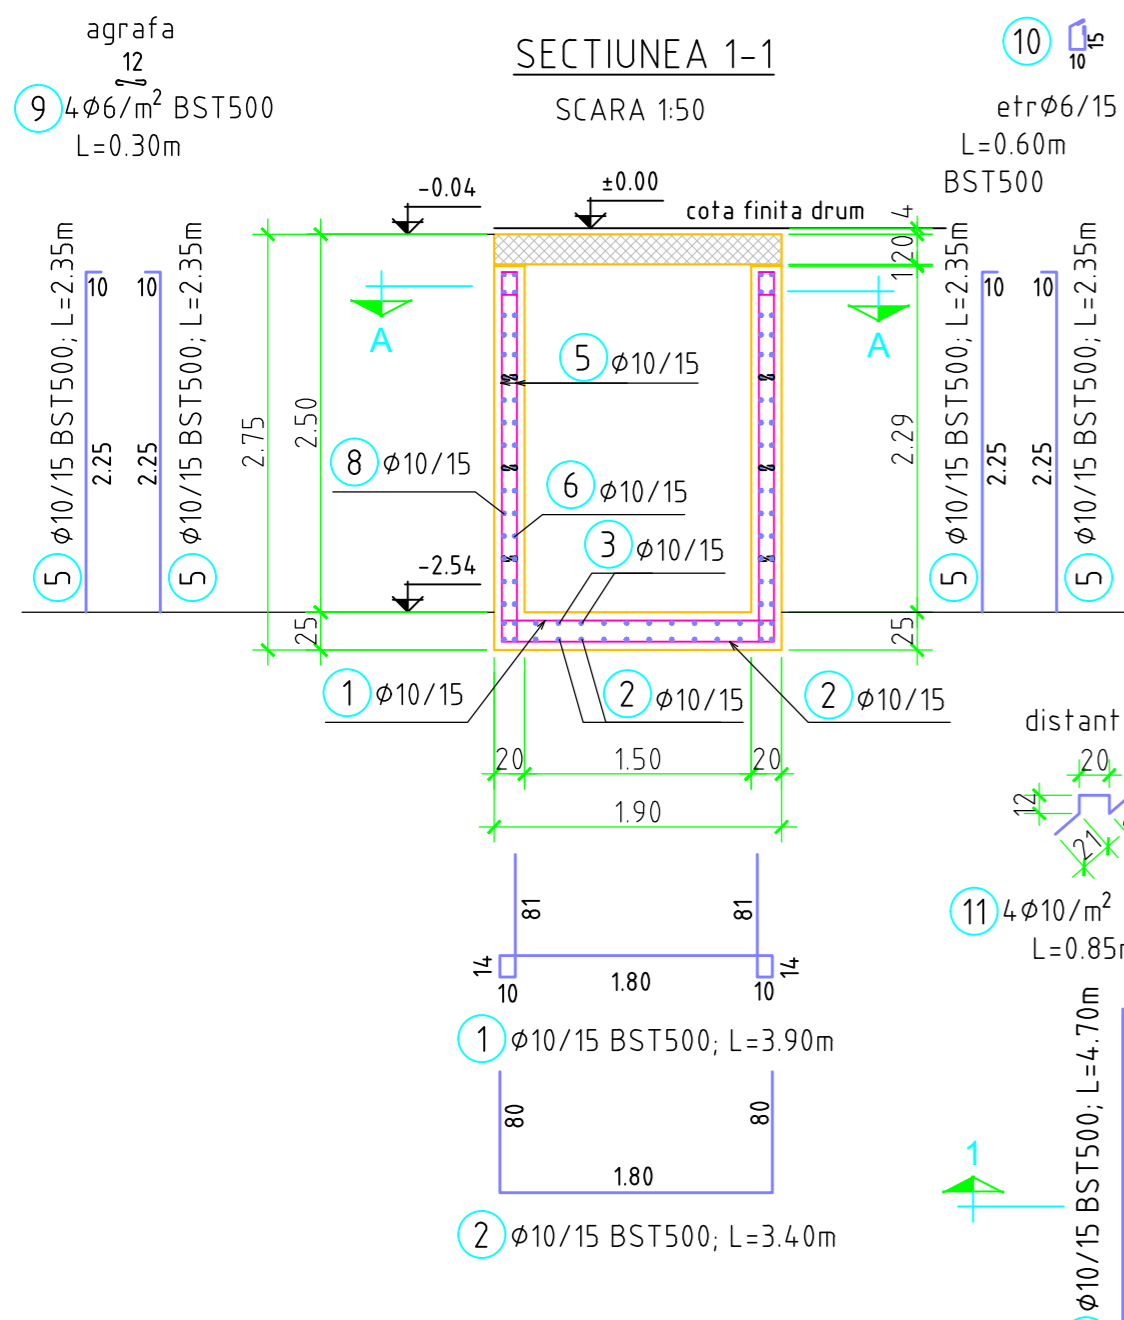 agrafa
12
9 4Φ6/m² BST500
L=0.30m
SECTIUNEA 1-1
SCARA 1:50
10
15
10
etrΦ6/15
L=0.60m
BST500
-0.04
±0.00
cota finita drum
4
20
1
5 Φ10/15 BST500; L=2.35m
10
2.25
10
2.25
5 Φ10/15 BST500; L=2.35m
2.75
2.50
25
A
A
5 Φ10/15
8 Φ10/15
6 Φ10/15
3 Φ10/15
-2.54
2.29
25
5 Φ10/15 BST500; L=2.35m
10
2.25
10
2.25
5 Φ10/15 BST500; L=2.35m
1 Φ10/15
2 Φ10/15
2 Φ10/15
20
1.50
20
1.90
distant
20
12
21
11 4Φ10/m²
L=0.85m
81
81
14
10
1.80
10
14
1 Φ10/15 BST500; L=3.90m
80
80
1.80
2 Φ10/15 BST500; L=3.40m
1
Φ10/15 BST500; L=4.70m